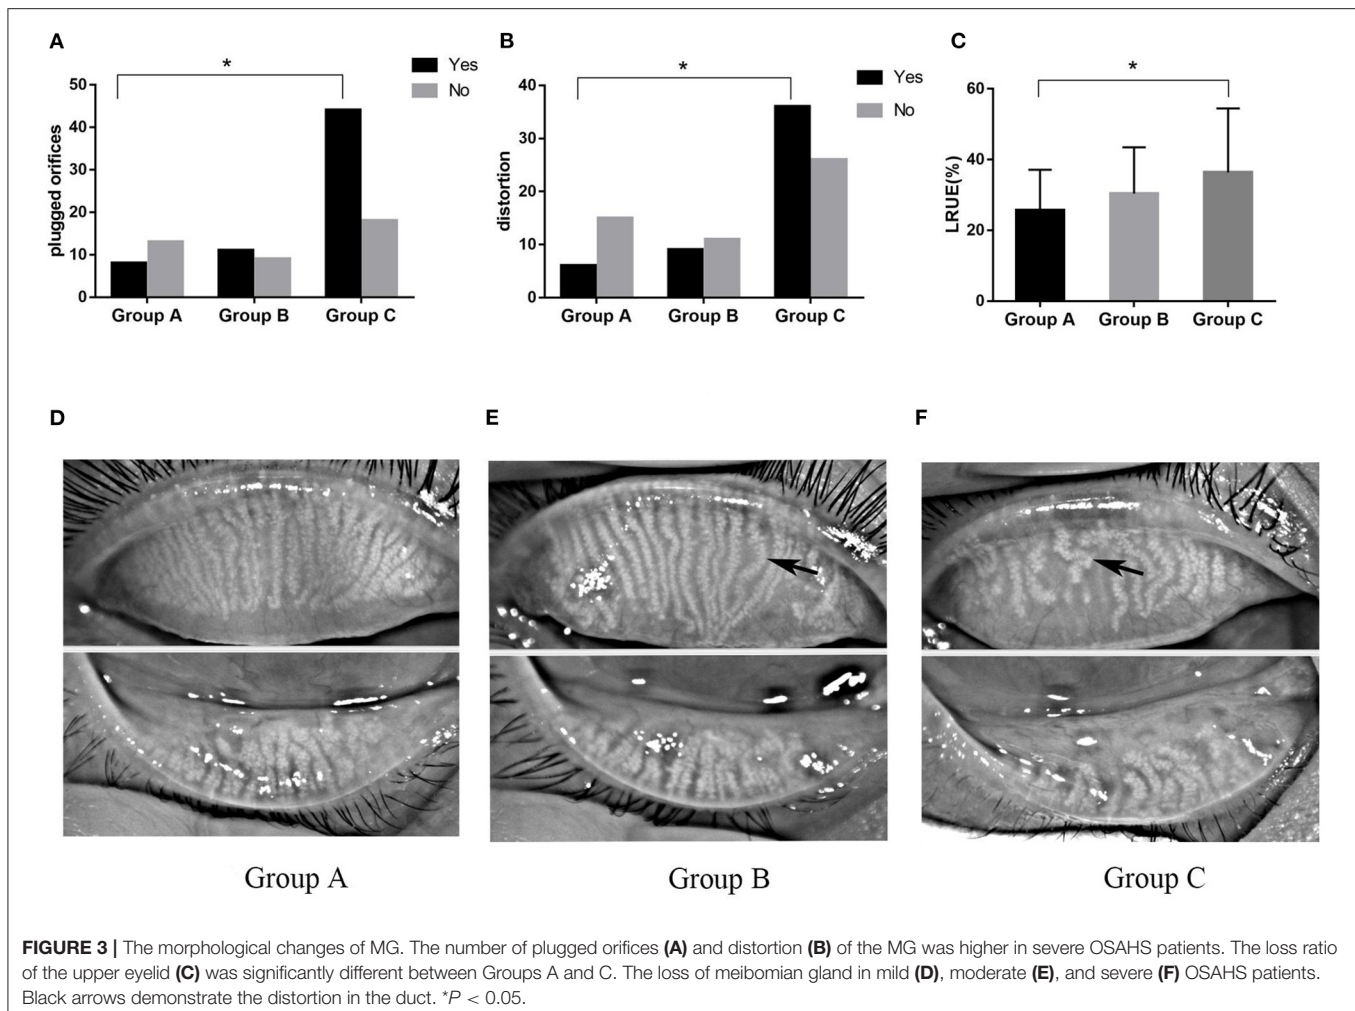 A
*
Yes
No
plugged orifices
50
40
30
20
10
0
Group A Group B Group C
B
*
Yes
No
distortion
40
30
20
10
0
Group A Group B Group C
C
*
LRUE(%)
60
40
20
0
Group A Group B Group C
D
E
F
Group A
Group B
Group C
FIGURE 3 | The morphological changes of MG. The number of plugged orifices (A) and distortion (B) of the MG was higher in severe OSAHS patients. The loss ratio
of the upper eyelid (C) was significantly different between Groups A and C. The loss of meibomian gland in mild (D), moderate (E), and severe (F) OSAHS patients.
Black arrows demonstrate the distortion in the duct. *P < 0.05.